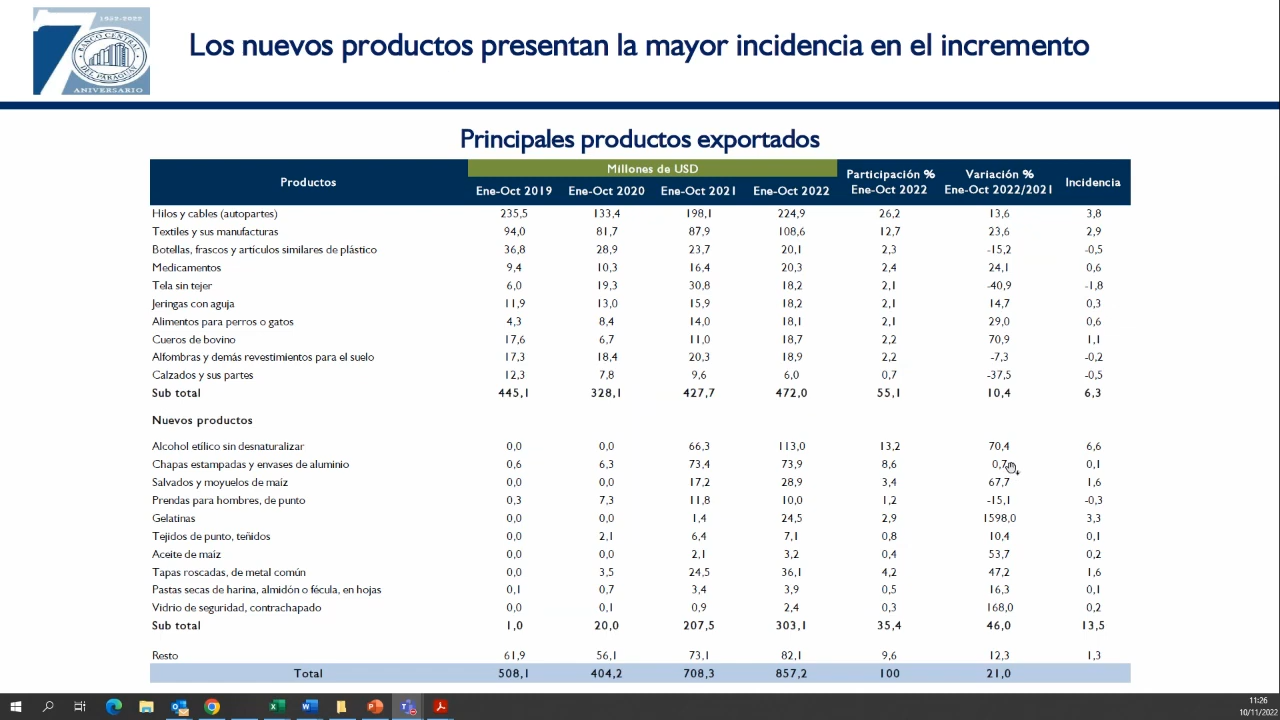 1952-2022
BANCO CENTRAL DEL PARAGUAY
ANIVERSARIO
Los nuevos productos presentan la mayor incidencia en el incremento
Principales productos exportados
Productos Millones de USD Participación % Ene-Oct 2022 Variación % Ene-Oct 2022/2021 Incidencia
Ene-Oct 2019 Ene-Oct 2020 Ene-Oct 2021 Ene-Oct 2022
Hilos y cables (autopartes) 235,5 133,4 198,1 224,9 26,2 13,6 3,8
Textiles y sus manufacturas 94,0 81,7 87,9 108,6 12,7 23,6 2,9
Botellas, frascos y artículos similares de plástico 36,8 28,9 23,7 20,1 2,3 -15,2 -0,5
Medicamentos 9,4 10,3 16,4 20,3 2,4 24,1 0,6
Tela sin tejer 6,0 19,3 30,8 18,2 2,1 -40,9 -1,8
Jeringas con aguja 11,9 13,0 15,9 18,2 2,1 14,7 0,3
Alimentos para perros o gatos 4,3 8,4 14,0 18,1 2,1 29,0 0,6
Cueros de bovino 17,6 6,7 11,0 18,7 2,2 70,9 1,1
Alfombras y demás revestimientos para el suelo 17,3 18,4 20,3 18,9 2,2 -7,3 -0,2
Calzados y sus partes 12,3 7,8 9,6 6,0 0,7 -37,5 -0,5
Sub total 445,1 328,1 427,7 472,0 55,1 10,4 6,3
Nuevos productos
Alcohol etílico sin desnaturalizar 0,0 0,0 66,3 113,0 13,2 70,4 6,6
Chapas estampadas y envases de aluminio 0,6 6,3 73,4 73,9 8,6 0,7 0,1
Salvados y moyuelos de maíz 0,0 0,0 17,2 28,9 3,4 67,7 1,6
Prendas para hombres, de punto 0,3 7,3 11,8 10,0 1,2 -15,1 -0,3
Gelatinas 0,0 0,0 1,4 24,5 2,9 1598,0 3,3
Tejidos de punto, teñidos 0,0 2,1 6,4 7,1 0,8 10,4 0,1
Aceite de maíz 0,0 0,0 2,1 3,2 0,4 53,7 0,2
Tapas roscadas, de metal común 0,0 3,5 24,5 36,1 4,2 47,2 1,6
Pastas secas de harina, almidón o fécula, en hojas 0,1 0,7 3,4 3,9 0,5 16,3 0,1
Vidrio de seguridad, contrachapado 0,0 0,1 0,9 2,4 0,3 168,0 0,2
Sub total 1,0 20,0 207,5 303,1 35,4 46,0 13,5
Resto 61,9 56,1 73,1 82,1 9,6 12,3 1,3
Total 508,1 404,2 708,3 857,2 100 21,0
11:26
10/11/2022